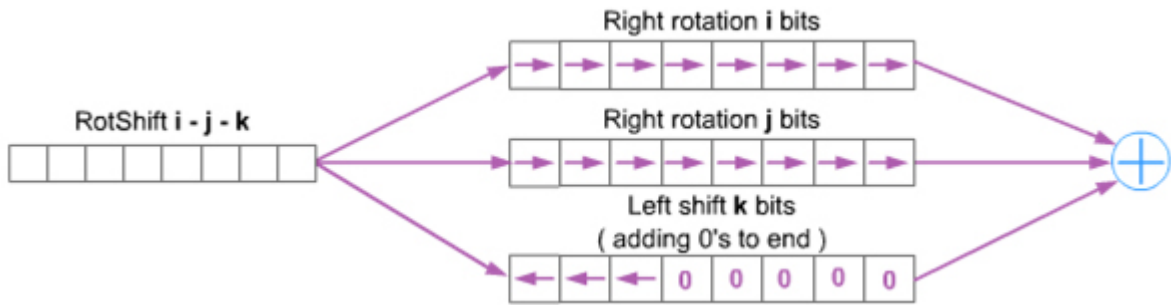 Right rotation i bits
RotShift i - j - k
Right rotation j bits
Left shift k bits
( adding 0's to end )
0 0 0 0 0